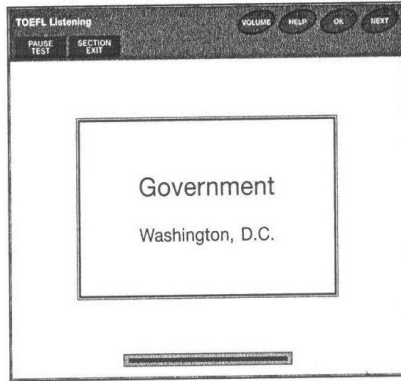 TOEFL Listening
VOLUME HELP OK NEXT
PAUSE TEST
SECTION EXIT
Government
Washington, D.C.